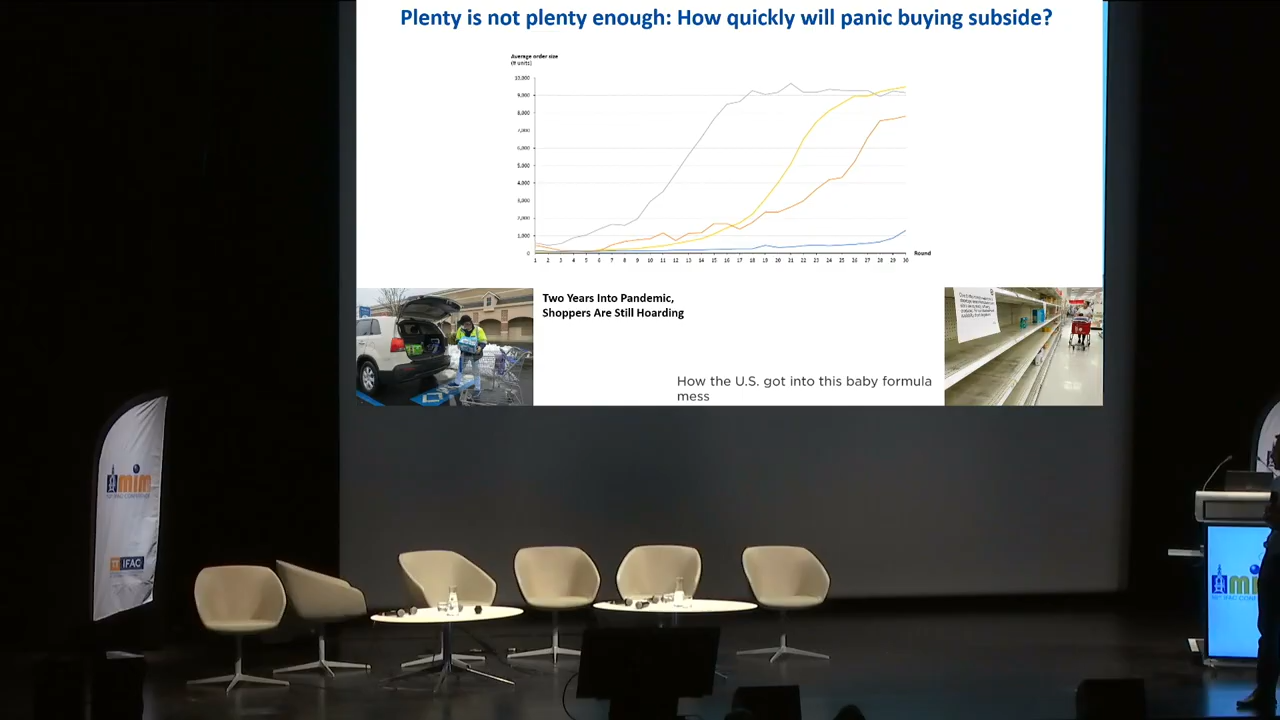 Plenty is not plenty enough: How quickly will panic buying subside?
Average order size
(# units)
10,000
9,000
8,000
7,000
6,000
5,000
4,000
3,000
2,000
1,000
0
1 2 3 4 5 6 7 8 9 10 11 12 13 14 15 16 17 18 19 20 21 22 23 24 25 26 27 28 29 30
Round
Two Years Into Pandemic,
Shoppers Are Still Hoarding
How the U.S. got into this baby formula
mess
mim
IFAC
mi